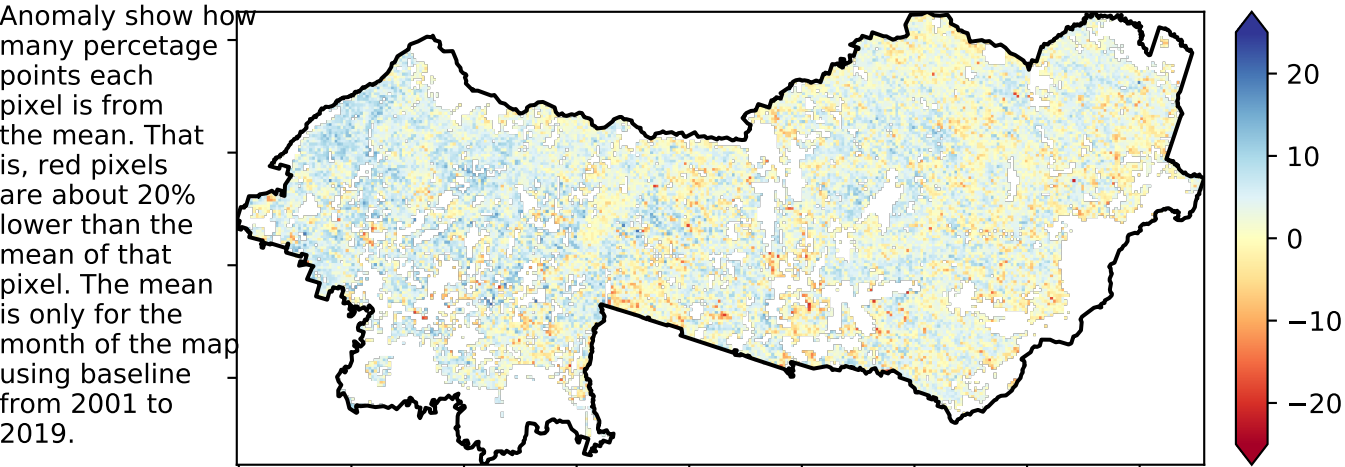 Anomaly show how
many percetage
points each
pixel is from
the mean. That
is, red pixels
are about 20%
lower than the
mean of that
pixel. The mean
is only for the
month of the map
using baseline
from 2001 to
2019.
20
10
0
−10
−20